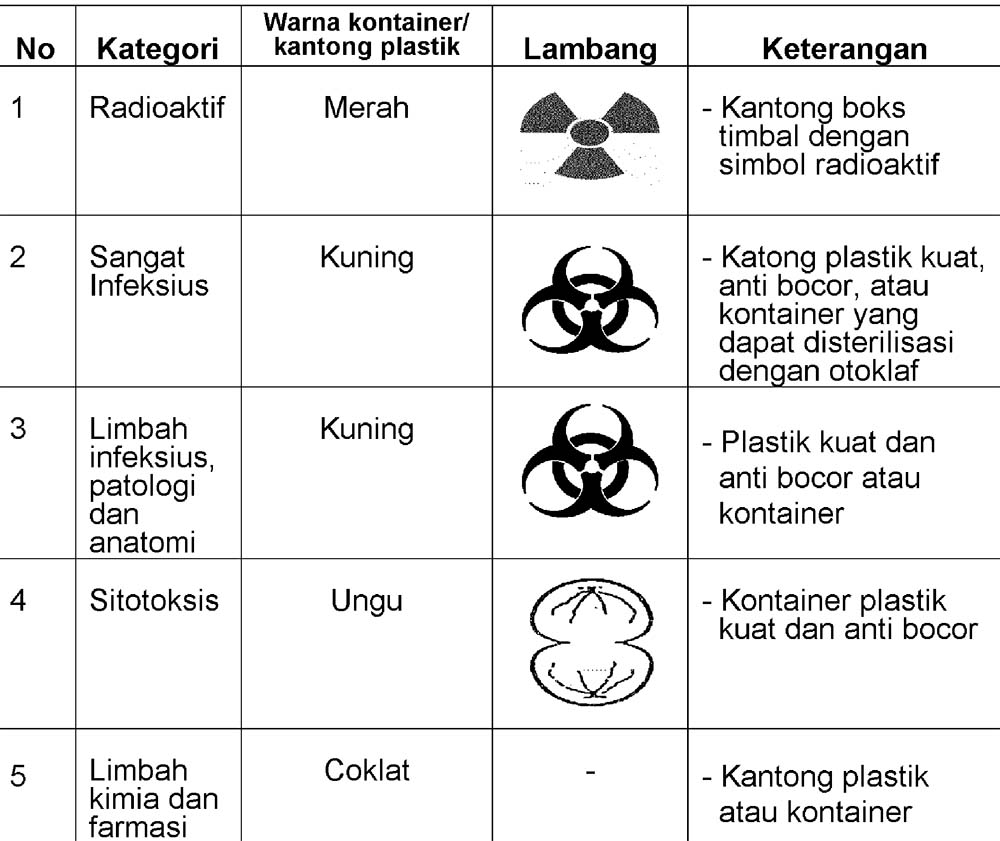 No Kategori Warna kontainer/ kantong plastik Lambang Keterangan
1 Radioaktif Merah - Kantong boks
timbal dengan
simbol radioaktif
2 Sangat Kuning - Katong plastik kuat,
Infeksius anti bocor, atau
kontainer yang
dapat disterilisasi
dengan otoklaf
3 Limbah Kuning - Plastik kuat dan
infeksius, anti bocor atau
patologi kontainer
dan
anatomi
4 Sitotoksis Ungu - Kontainer plastik
kuat dan anti bocor
5 Limbah Coklat - - Kantong plastik
kimia dan atau kontainer
farmasi